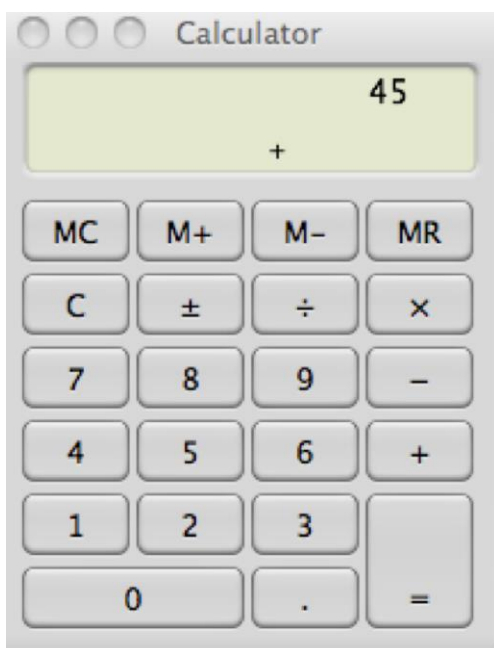 Calculator
45
+
MC M+ M− MR
C ± ÷ ×
7 8 9 −
4 5 6 +
1 2 3
0 . =